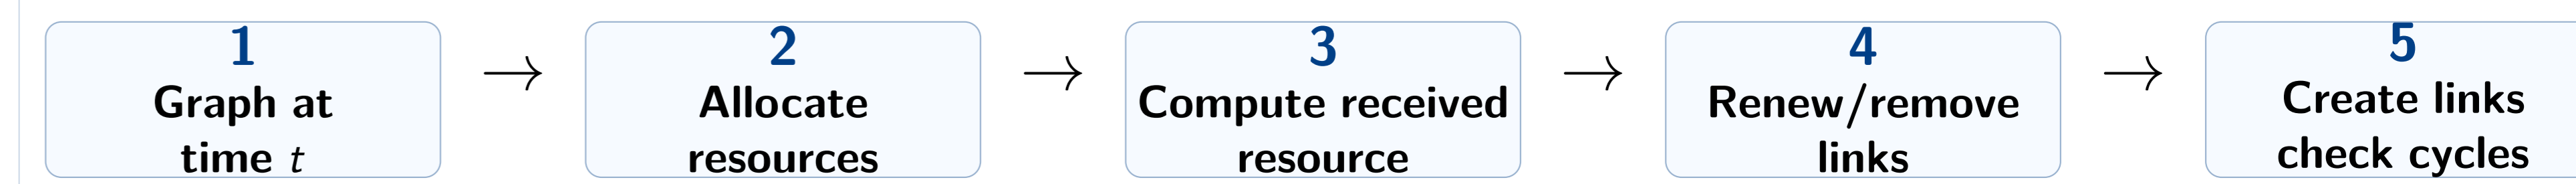 1
Graph at
time t
→
2
Allocate
resources
→
3
Compute received
resource
→
4
Renew/remove
links
→
5
Create links
check cycles